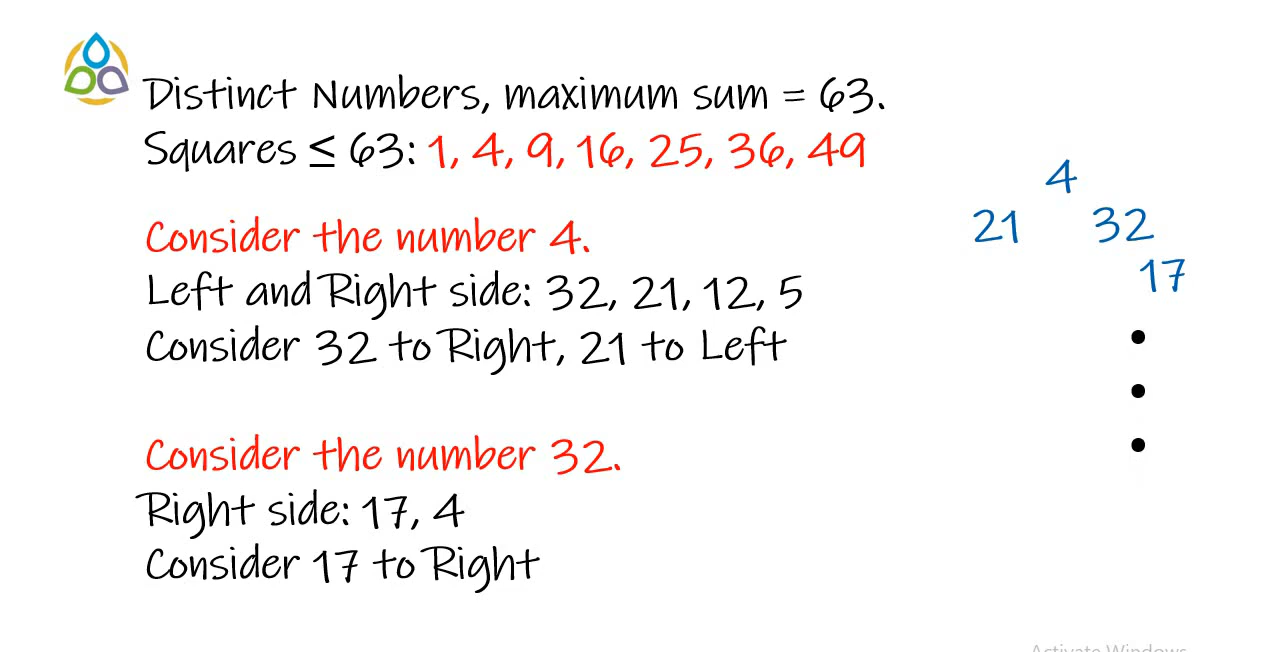 Distinct Numbers, maximum sum = 63.
Squares ≤ 63: 1, 4, 9, 16, 25, 36, 49
4
21 32
17
Consider the number 4.
Left and Right side: 32, 21, 12, 5
Consider 32 to Right, 21 to Left
Consider the number 32.
Right side: 17, 4
Consider 17 to Right
Activate Windows